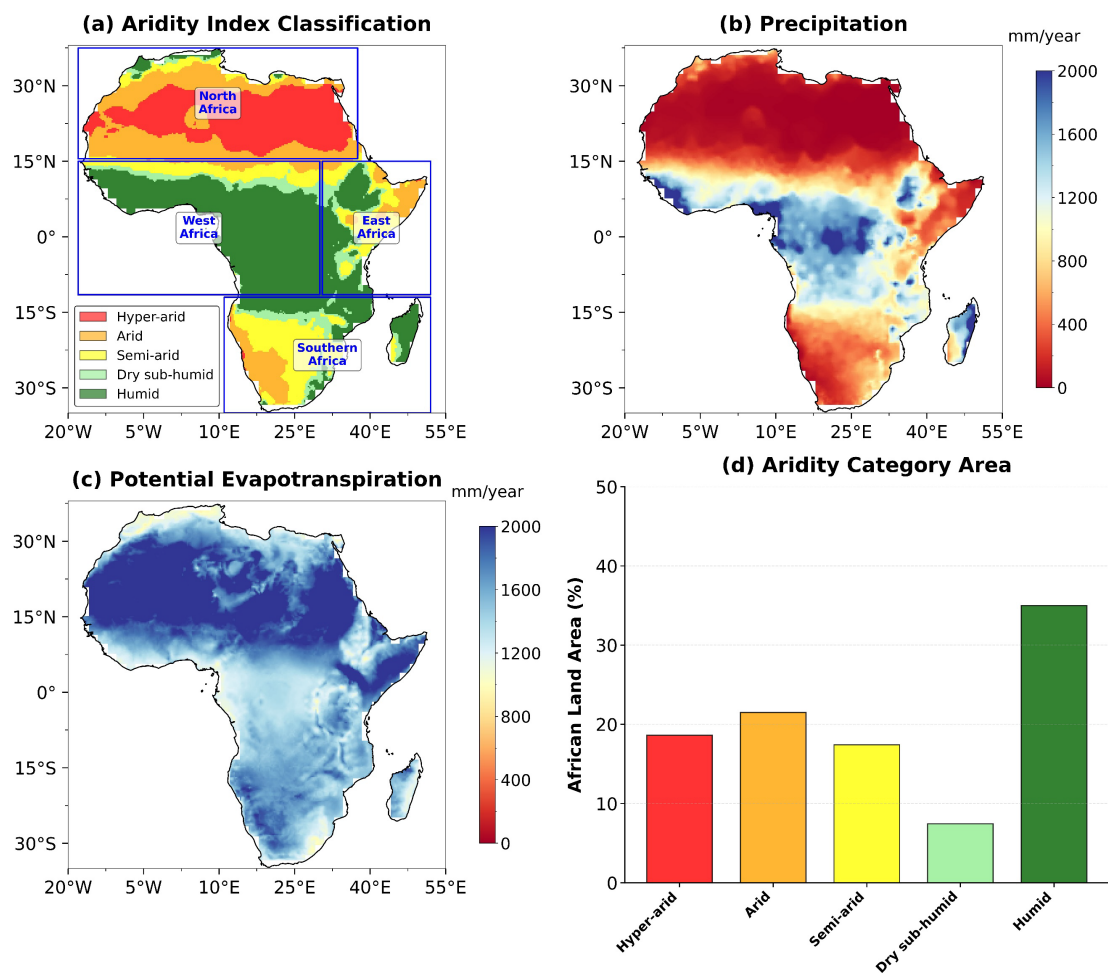 (a) Aridity Index Classification
30°N
15°N
0°
15°S
30°S
20°W 5°W 10°E 25°E 40°E 55°E
North
Africa
West
Africa
East
Africa
Southern
Africa
Hyper-arid
Arid
Semi-arid
Dry sub-humid
Humid
(b) Precipitation
mm/year
30°N
15°N
0°
15°S
30°S
20°W 5°W 10°E 25°E 40°E 55°E
2000
1600
1200
800
400
0
(c) Potential Evapotranspiration
mm/year
30°N
15°N
0°
15°S
30°S
20°W 5°W 10°E 25°E 40°E 55°E
2000
1600
1200
800
400
0
(d) Aridity Category Area
African Land Area (%)
50
40
30
20
10
0
Hyper-arid
Arid
Semi-arid
Dry sub-humid
Humid